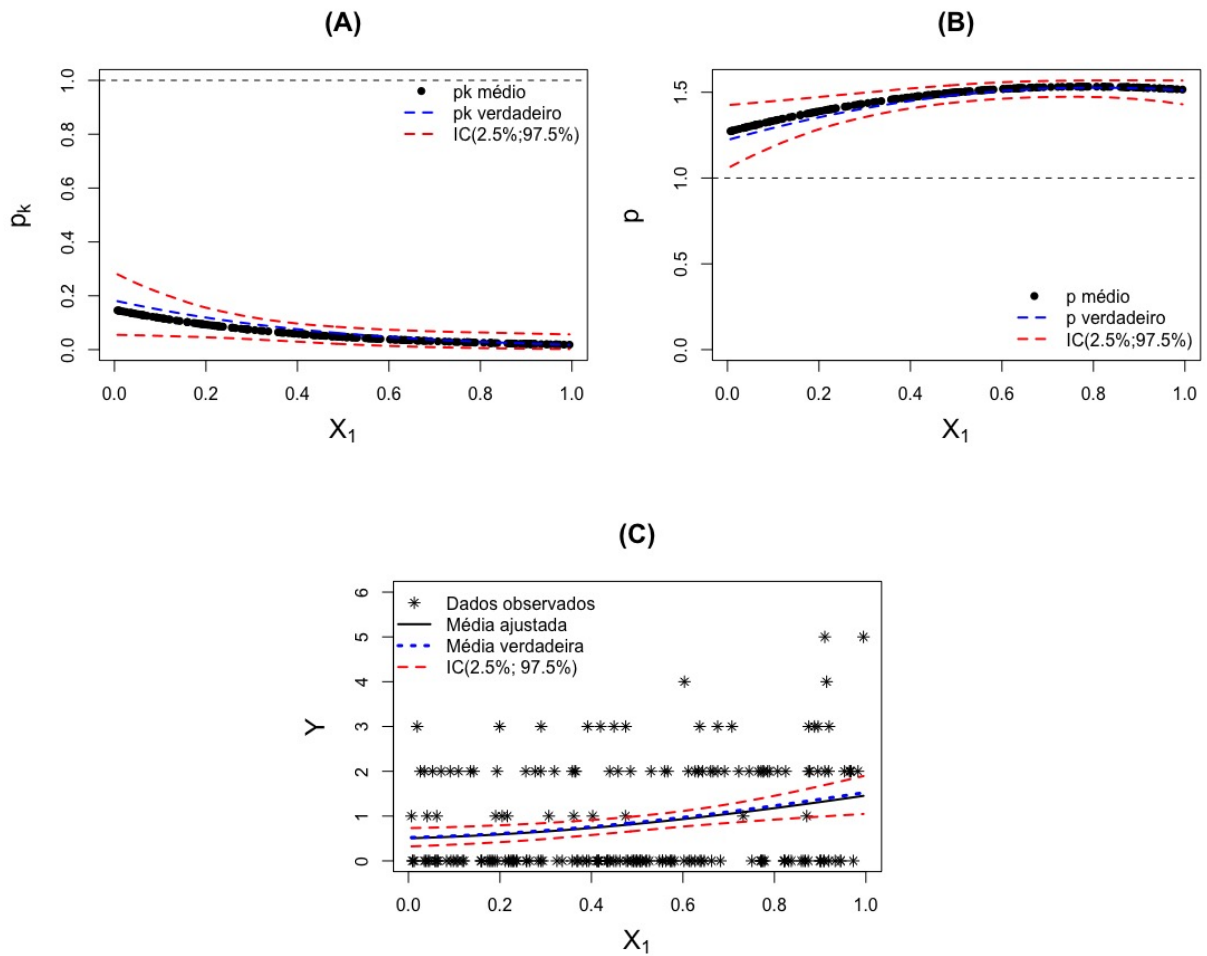 (A)
pk médio
pk verdadeiro
IC(2.5%;97.5%)
pk
0.0 0.2 0.4 0.6 0.8 1.0
0.0 0.2 0.4 0.6 0.8 1.0
X1
(B)
p médio
p verdadeiro
IC(2.5%;97.5%)
p
0.0 0.5 1.0 1.5
0.0 0.2 0.4 0.6 0.8 1.0
X1
(C)
Dados observados
Média ajustada
Média verdadeira
IC(2.5%; 97.5%)
Y
0 1 2 3 4 5 6
0.0 0.2 0.4 0.6 0.8 1.0
X1